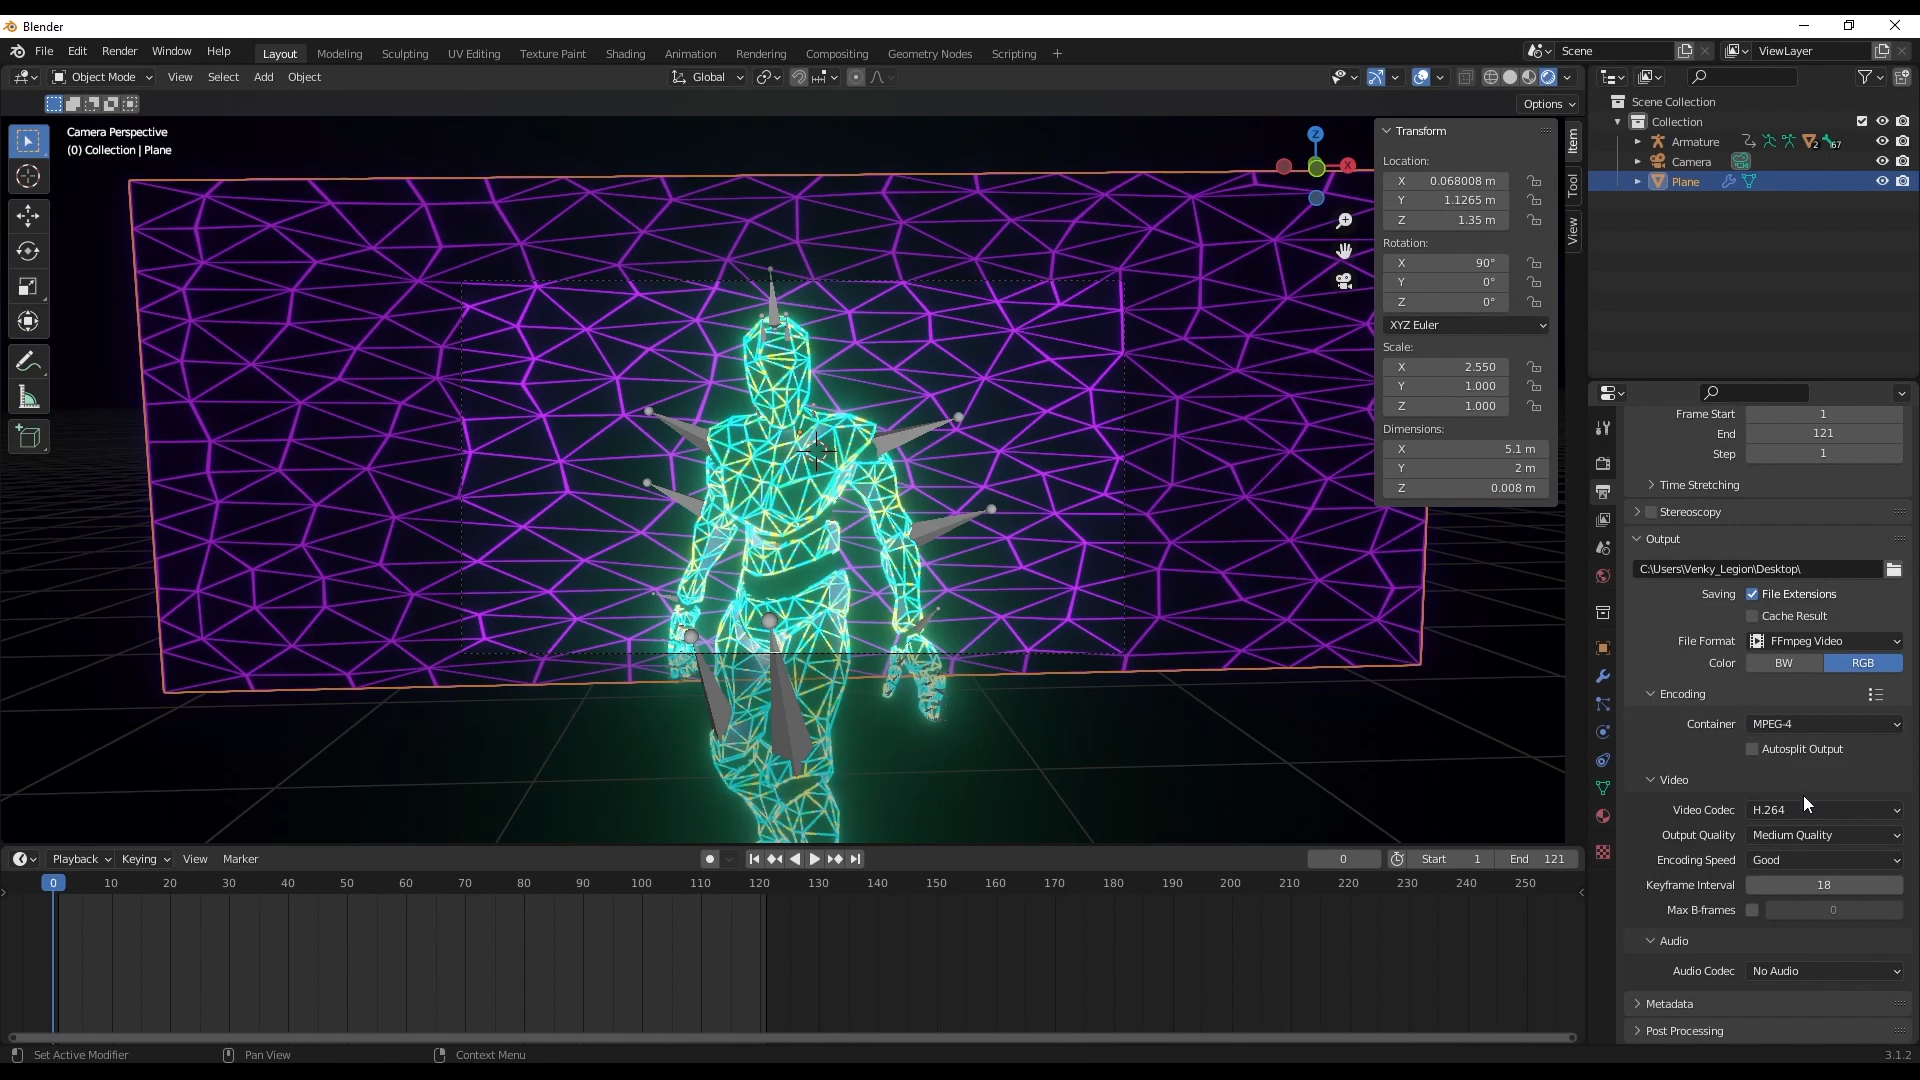 Blender
File Edit Render Window Help Layout Modeling Sculpting UV Editing Texture Paint Shading Animation Rendering Compositing Geometry Nodes Scripting + Scene ViewLayer
Object Mode View Select Add Object Global
Options
Camera Perspective
(0) Collection | Plane
Z
X
Transform
Location:
X 0.068008 m
Y 1.1265 m
Z 1.35 m
Rotation:
X 90°
Y 0°
Z 0°
XYZ Euler
Scale:
X 2.550
Y 1.000
Z 1.000
Dimensions:
X 5.1 m
Y 2 m
Z 0.008 m
Item
Tool
View
Scene Collection
Collection
Armature 2 67
Camera
Plane
Frame Start 1
End 121
Step 1
Time Stretching
Stereoscopy
Output
C:\Users\Venky_Legion\Desktop\
Saving File Extensions
Cache Result
File Format FFmpeg Video
Color BW RGB
Encoding
Container MPEG-4
Autosplit Output
Video
Video Codec H.264
Output Quality Medium Quality
Encoding Speed Good
Keyframe Interval 18
Max B-frames 0
Audio
Audio Codec No Audio
Metadata
Post Processing
Playback Keying View Marker 0 Start 1 End 121
0 10 20 30 40 50 60 70 80 90 100 110 120 130 140 150 160 170 180 190 200 210 220 230 240 250
Set Active Modifier Pan View Context Menu 3.1.2